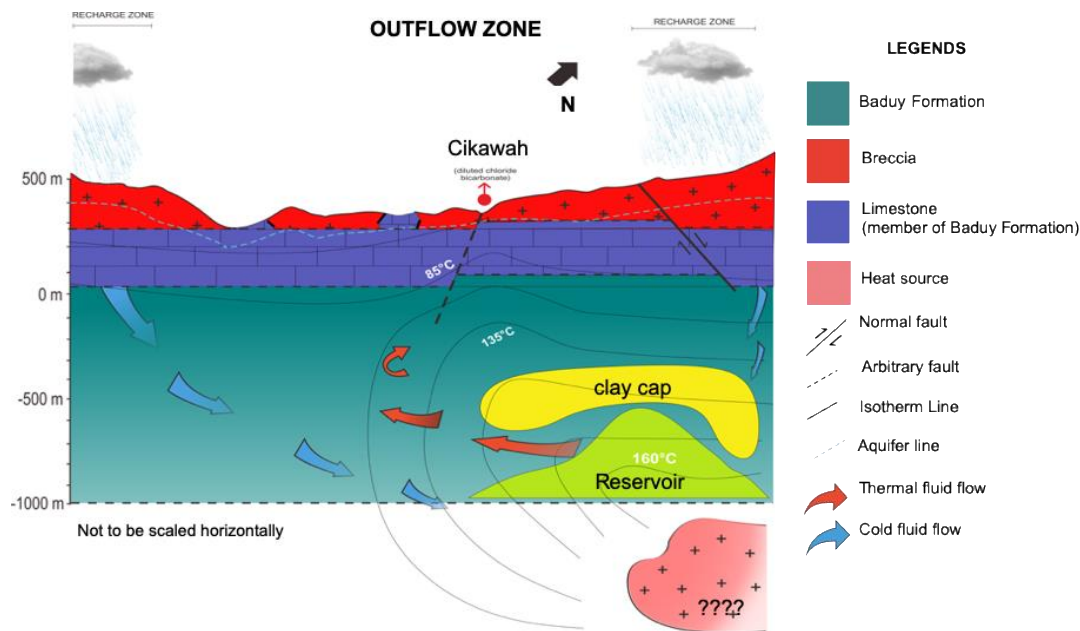 RECHARGE ZONE
OUTFLOW ZONE
RECHARGE ZONE
N
Cikawah
(diluted chloride
bicarbonate)
500 m
0 m
-500 m
-1000 m
85°C
135°C
clay cap
160°C
Reservoir
Not to be scaled horizontally
????
LEGENDS
Baduy Formation
Breccia
Limestone
(member of Baduy Formation)
Heat source
Normal fault
Arbitrary fault
Isotherm Line
Aquifer line
Thermal fluid flow
Cold fluid flow